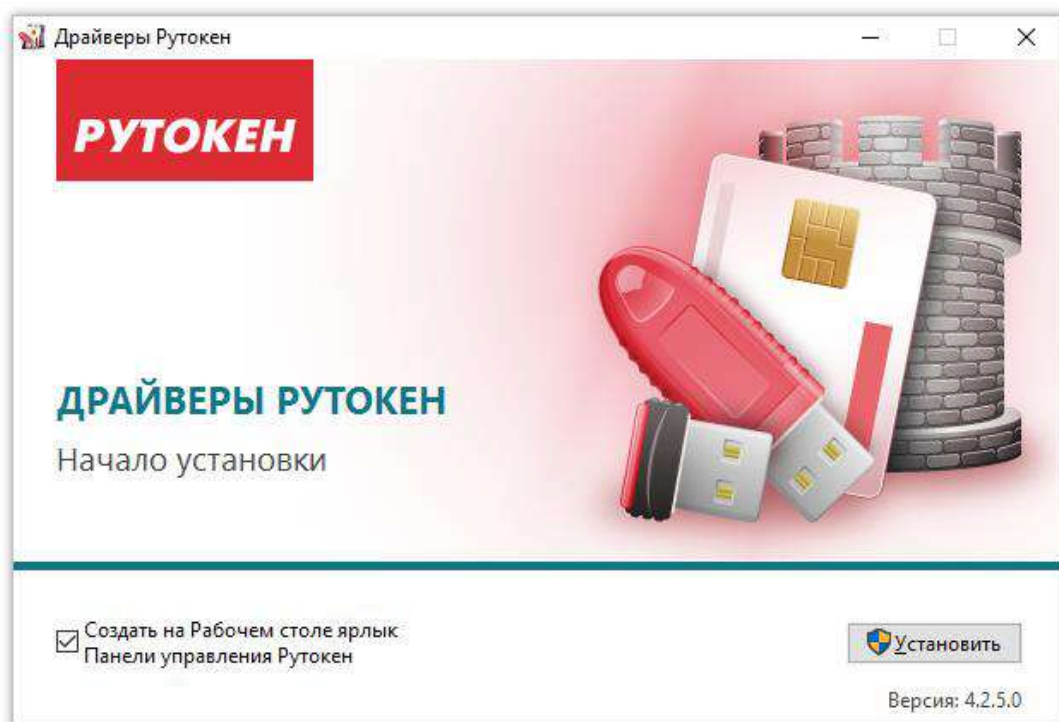 Драйверы Рутокен
РУТОКЕН
ДРАЙВЕРЫ РУТОКЕН
Начало установки
Создать на Рабочем столе ярлык
Панели управления Рутокен
Установить
Версия: 4.2.5.0